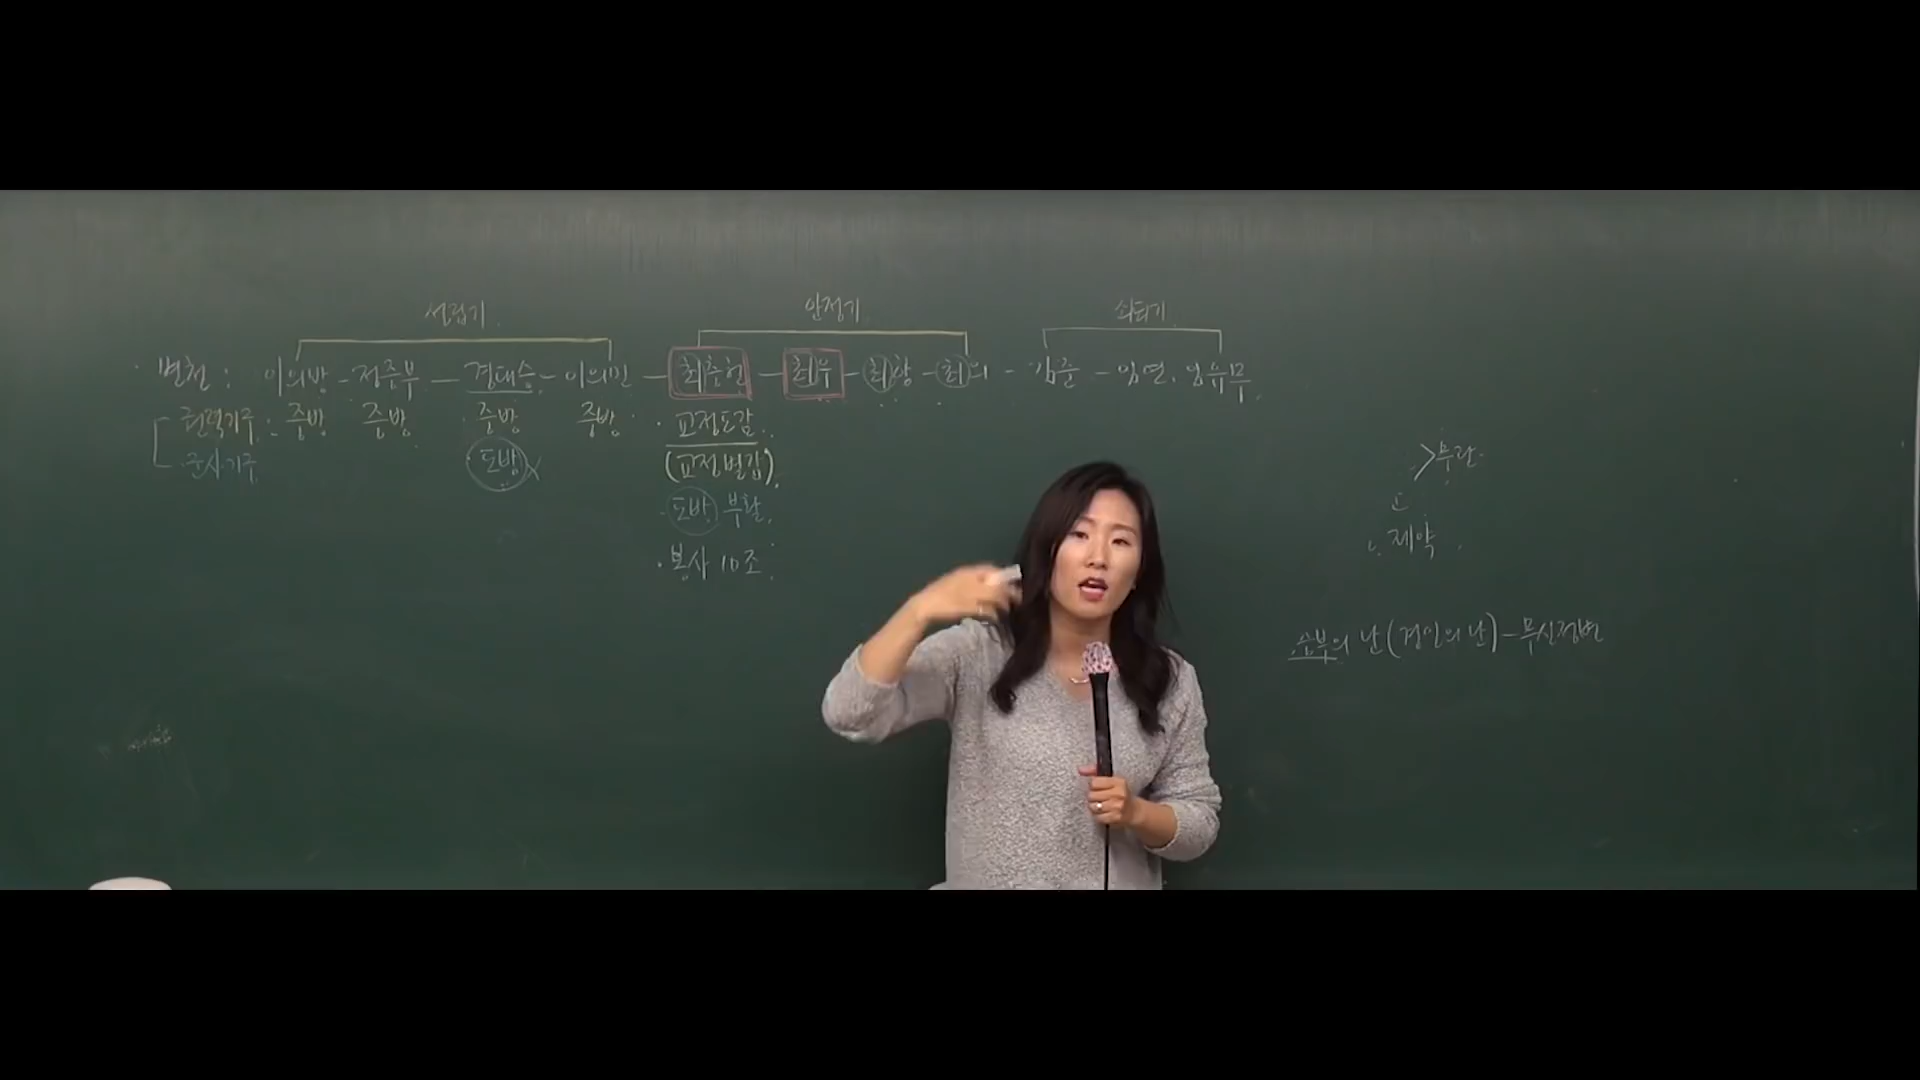 성립기 안정기 쇠퇴기
· 변천 : 이의방 - 정중부 - 경대승 - 이의민 - 최충헌 - 최우 - 최항 - 최의 - 김준 - 임연. 임유무
권력기구 : 중방 중방 중방 중방 · 교정도감
· 군사기구 도방 (교정별감)
· 도방 부활
· 봉사 10조
>무란
ㄷ
ㄴ. 제약
보의 난 (경인의 난) - 무신정변